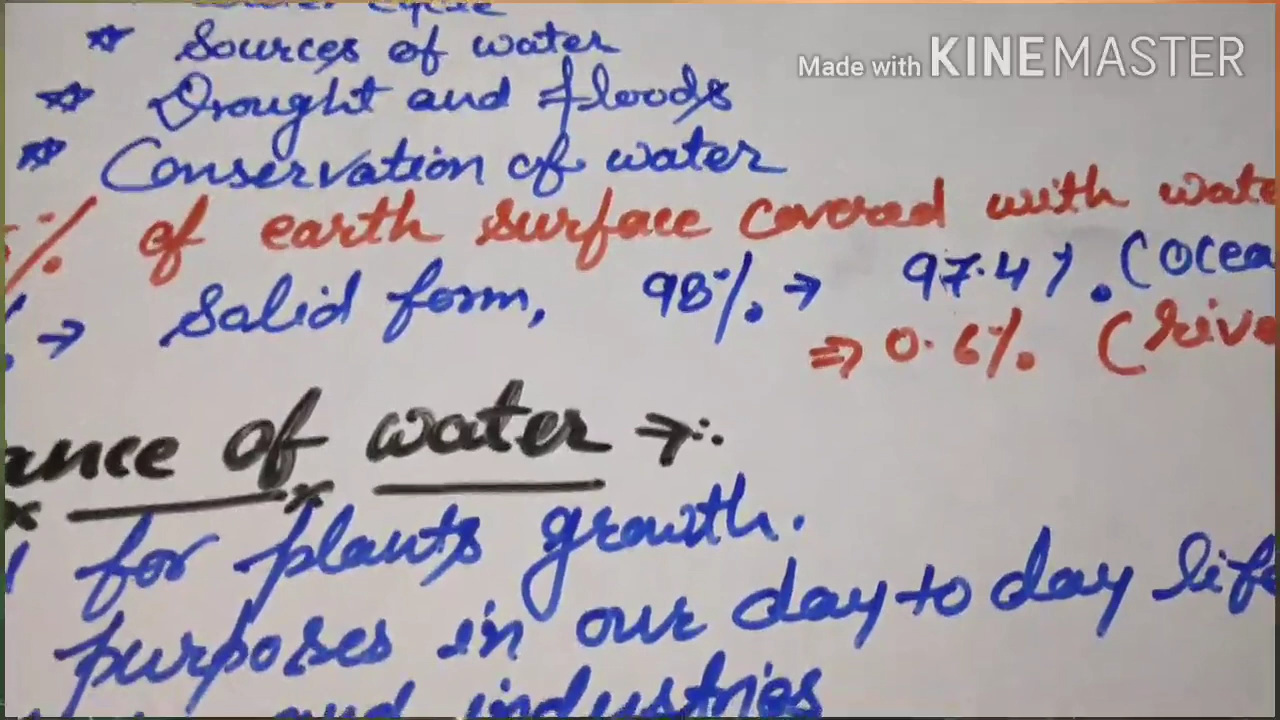 cycle
Sources of water
Made with KINEMASTER
Drought and floods
Conservation of water
% of earth surface covered with wate
→ Solid form, 98% → 97.4% (Ocea
⇒ 0.6% (Rive
ance of water →
for plants growth.
purposes in our day to day life
and industries